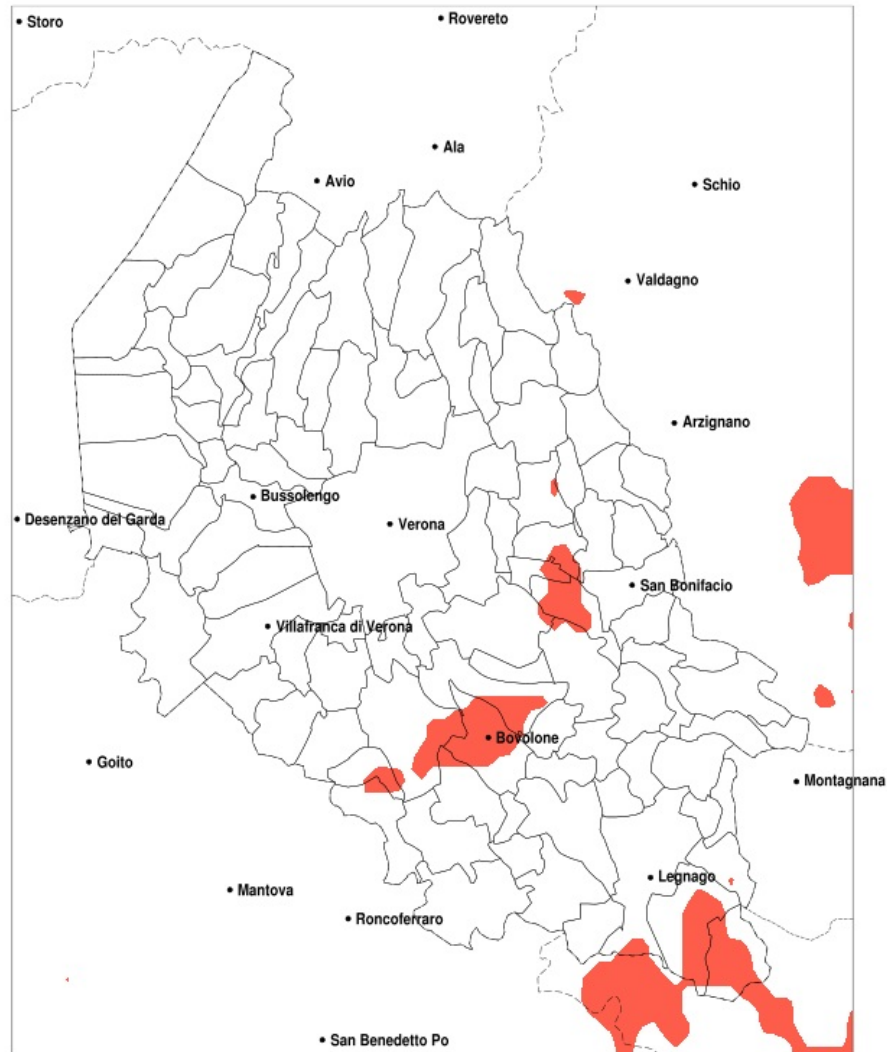 Storo
Rovereto
Ala
Avio
Schio
Valdagno
Arzignano
Bussolengo
Desenzano del Garda
Verona
San Bonifacio
Villafranca di Verona
Bovolone
Goito
Montagnana
Legnago
Mantova
Roncoferraro
San Benedetto Po